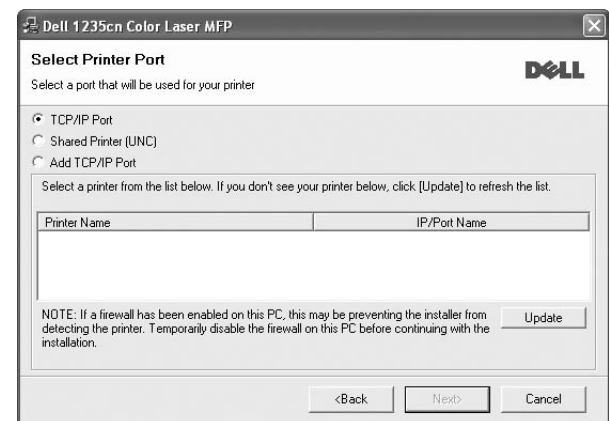 Dell 1235cn Color Laser MFP
Select Printer Port
Select a port that will be used for your printer
DELL
TCP/IP Port
Shared Printer (UNC)
Add TCP/IP Port
Select a printer from the list below. If you don't see your printer below, click [Update] to refresh the list.
Printer Name IP/Port Name
NOTE: If a firewall has been enabled on this PC, this may be preventing the installer from
detecting the printer. Temporarily disable the firewall on this PC before continuing with the
installation.
Update
<Back Next> Cancel